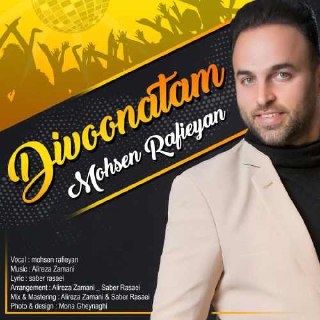 Divoonatam
Mohsen Rafieyan
Vocal : mohsen rafieyan
Music : Alireza Zamani
Lyric : saber rasaei
Arrangement : Alireza Zamani _ Saber Rasaei
Mix & Mastering : Alireza Zamani & Saber Rasaei
Photo & design : Mona Gheynaghi